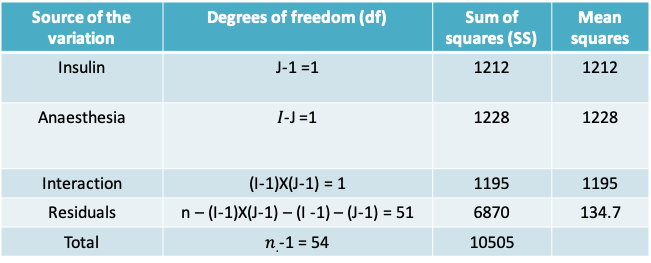 Source of the variation Degrees of freedom (df) Sum of squares (SS) Mean squares
Insulin J-1 =1 1212 1212
Anaesthesia I-J =1 1228 1228
Interaction (I-1)X(J-1) = 1 1195 1195
Residuals n – (I-1)X(J-1) – (I -1) – (J-1) = 51 6870 134.7
Total n.-1 = 54 10505